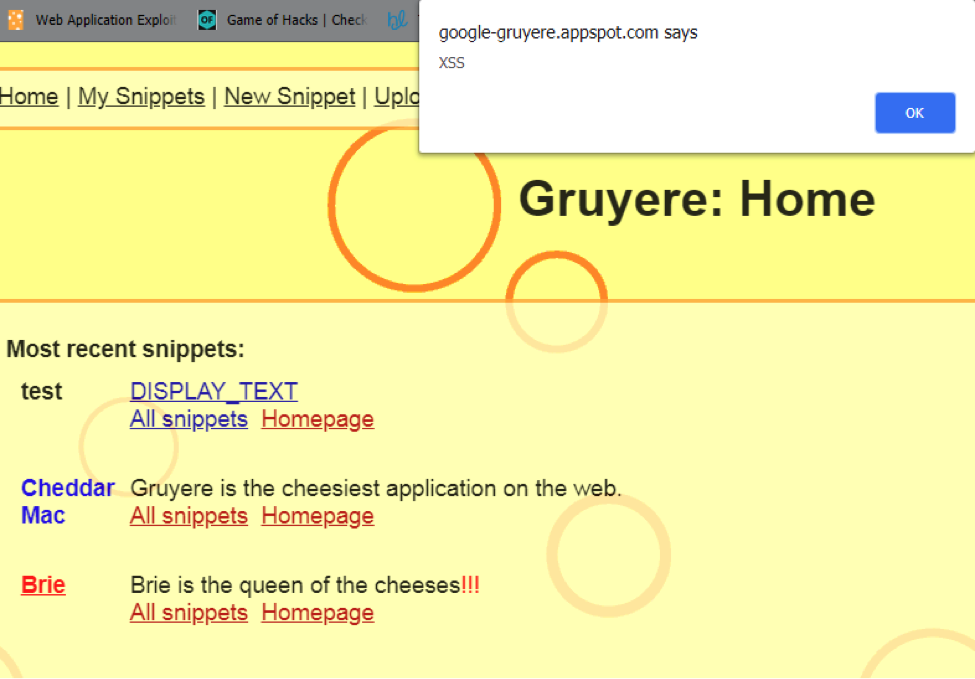 Web Application Exploit Game of Hacks | Check
google-gruyere.appspot.com says
XSS
OK
Home | My Snippets | New Snippet | Uplo
Gruyere: Home
Most recent snippets:
test DISPLAY_TEXT
All snippets Homepage
Cheddar Gruyere is the cheesiest application on the web.
Mac All snippets Homepage
Brie Brie is the queen of the cheeses!!!
All snippets Homepage